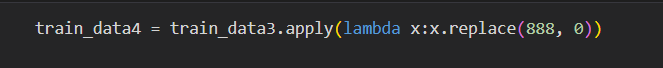 train_data4 = train_data3.apply(lambda x:x.replace(888, 0))